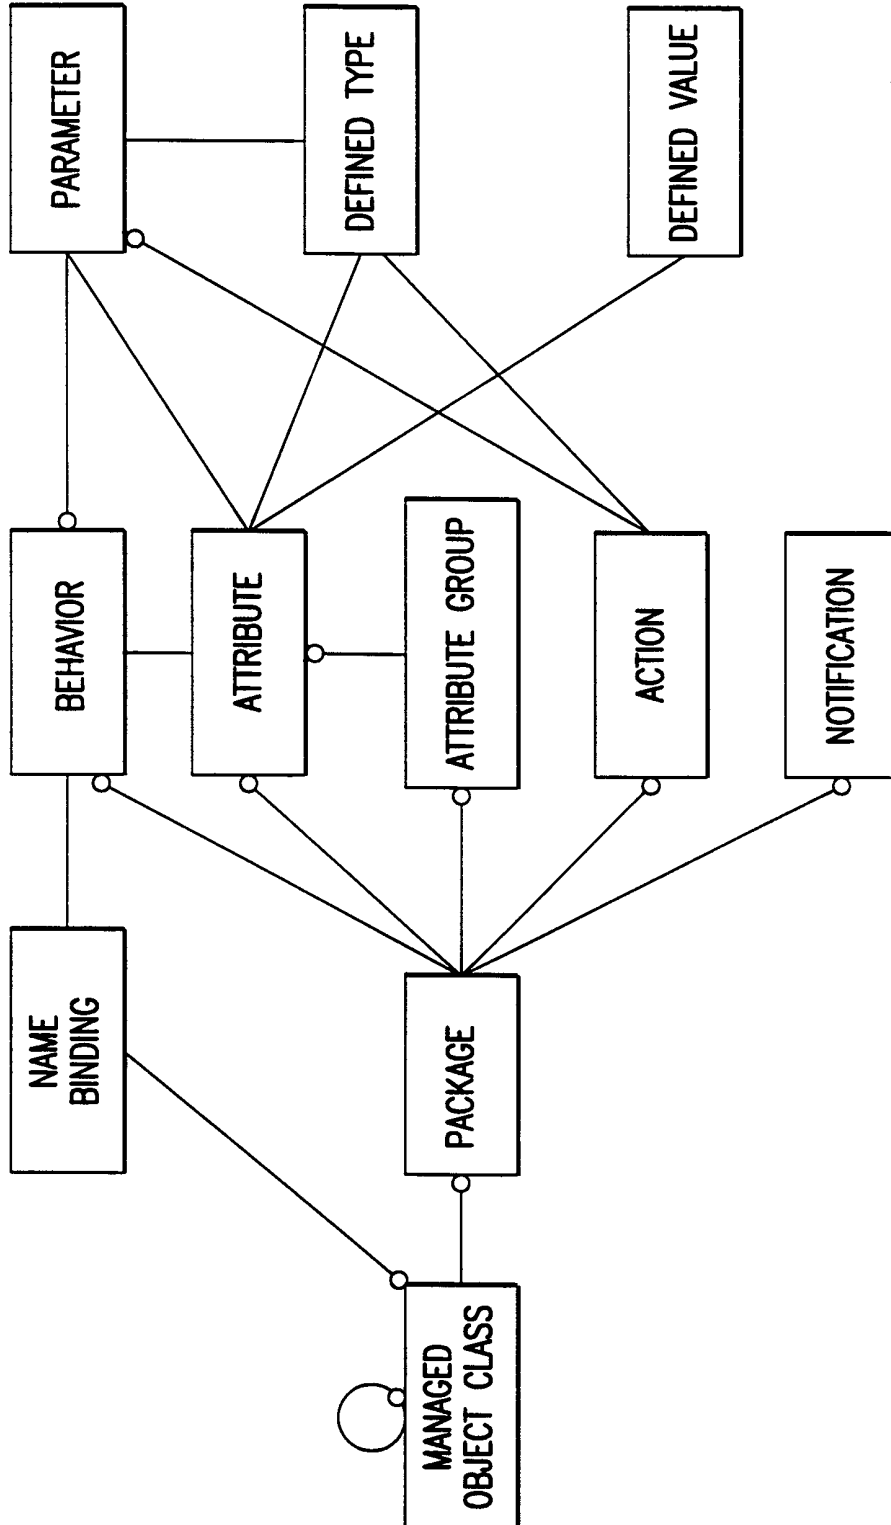 PARAMETER
DEFINED TYPE
DEFINED VALUE
BEHAVIOR
ATTRIBUTE
ATTRIBUTE GROUP
ACTION
NOTIFICATION
NAME
BINDING
PACKAGE
MANAGED
OBJECT CLASS